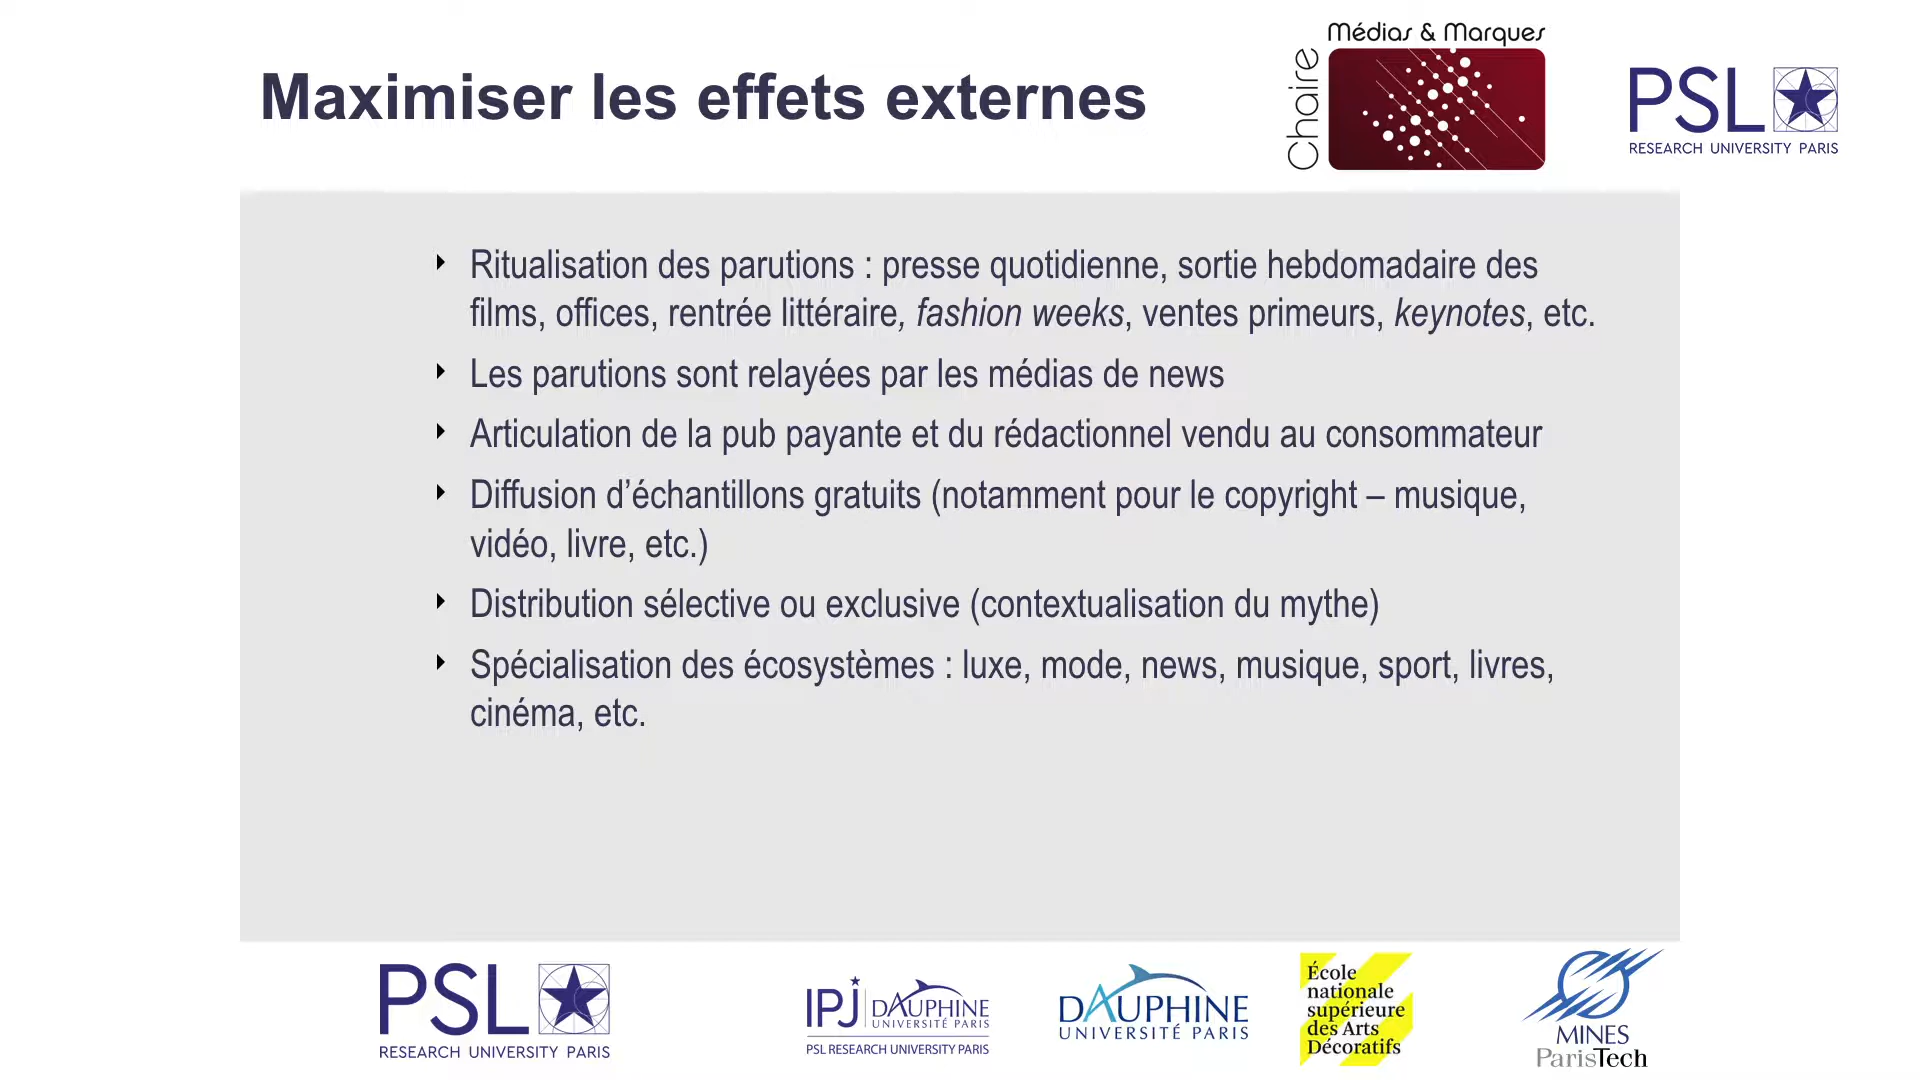 Médias & Marques
Chaire
Maximiser les effets externes
PSL
RESEARCH UNIVERSITY PARIS
Ritualisation des parutions : presse quotidienne, sortie hebdomadaire des
films, offices, rentrée littéraire, fashion weeks, ventes primeurs, keynotes, etc.
Les parutions sont relayées par les médias de news
Articulation de la pub payante et du rédactionnel vendu au consommateur
Diffusion d’échantillons gratuits (notamment pour le copyright – musique,
vidéo, livre, etc.)
Distribution sélective ou exclusive (contextualisation du mythe)
Spécialisation des écosystèmes : luxe, mode, news, musique, sport, livres,
cinéma, etc.
PSL
RESEARCH UNIVERSITY PARIS
IPJ DAUPHINE
UNIVERSITÉ PARIS
PSL RESEARCH UNIVERSITY PARIS
DAUPHINE
UNIVERSITÉ PARIS
École
nationale
supérieure
des Arts
Décoratifs
MINES
ParisTech